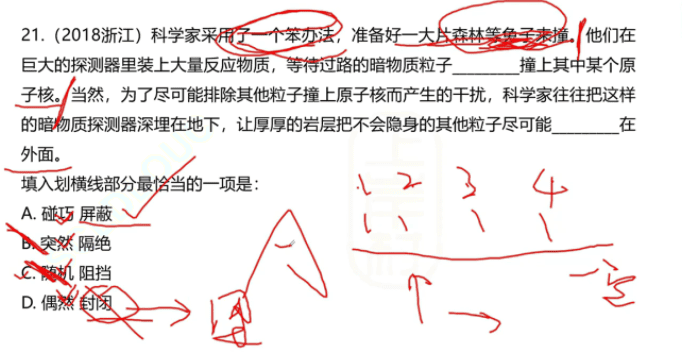 21.（2018浙江）科学家采用了一个笨办法，准备好一大片森林等兔子来撞。他们在
巨大的探测器里装上大量反应物质，等待过路的暗物质粒子________撞上其中某个原
子核。当然，为了尽可能排除其他粒子撞上原子核而产生的干扰，科学家往往把这样
的暗物质探测器深埋在地下，让厚厚的岩层把不会隐身的其他粒子尽可能________在
外面。
填入划横线部分最恰当的一项是：
A. 碰巧 屏蔽
B. 突然 隔绝
C. 随机 阻挡
D. 偶然 封闭
1 2 3 4